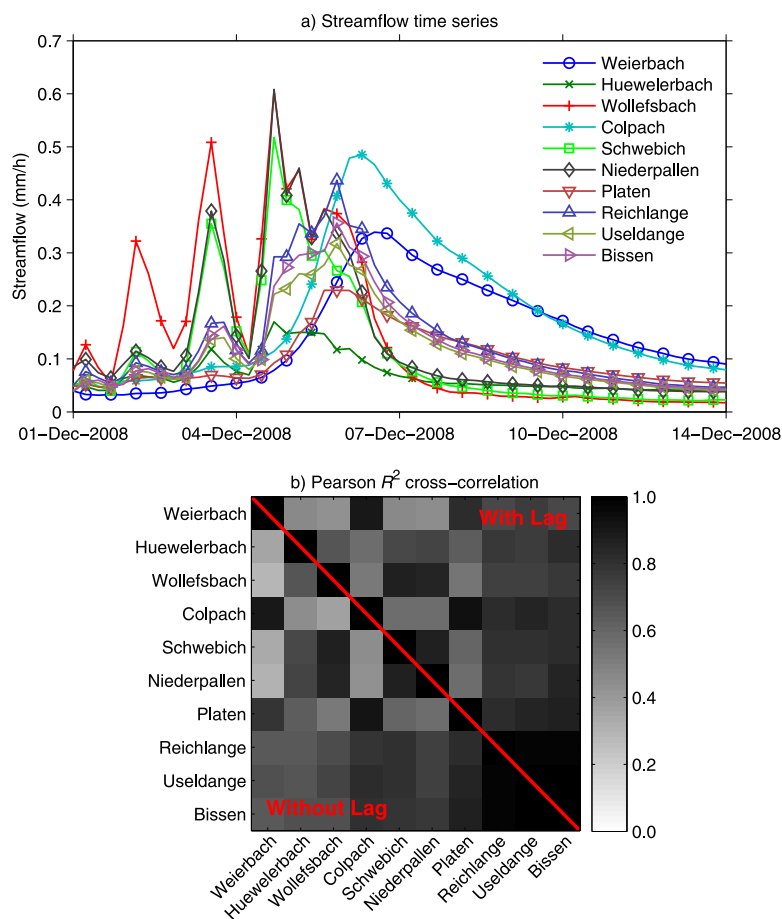 a) Streamflow time series
0.7
0.6
0.5
0.4
0.3
0.2
0.1
0
Streamflow (mm/h)
01-Dec-2008
04-Dec-2008
07-Dec-2008
10-Dec-2008
14-Dec-2008
Weierbach
Huewelerbach
Wollefsbach
Colpach
Schwebich
Niederpallen
Platen
Reichlange
Useldange
Bissen
b) Pearson R² cross-correlation
Weierbach
Huewelerbach
Wollefsbach
Colpach
Schwebich
Niederpallen
Platen
Reichlange
Useldange
Bissen
With Lag
Without Lag
Weierbach
Huewelerbach
Wollefsbach
Colpach
Schwebich
Niederpallen
Platen
Reichlange
Useldange
Bissen
1.0
0.8
0.6
0.4
0.2
0.0